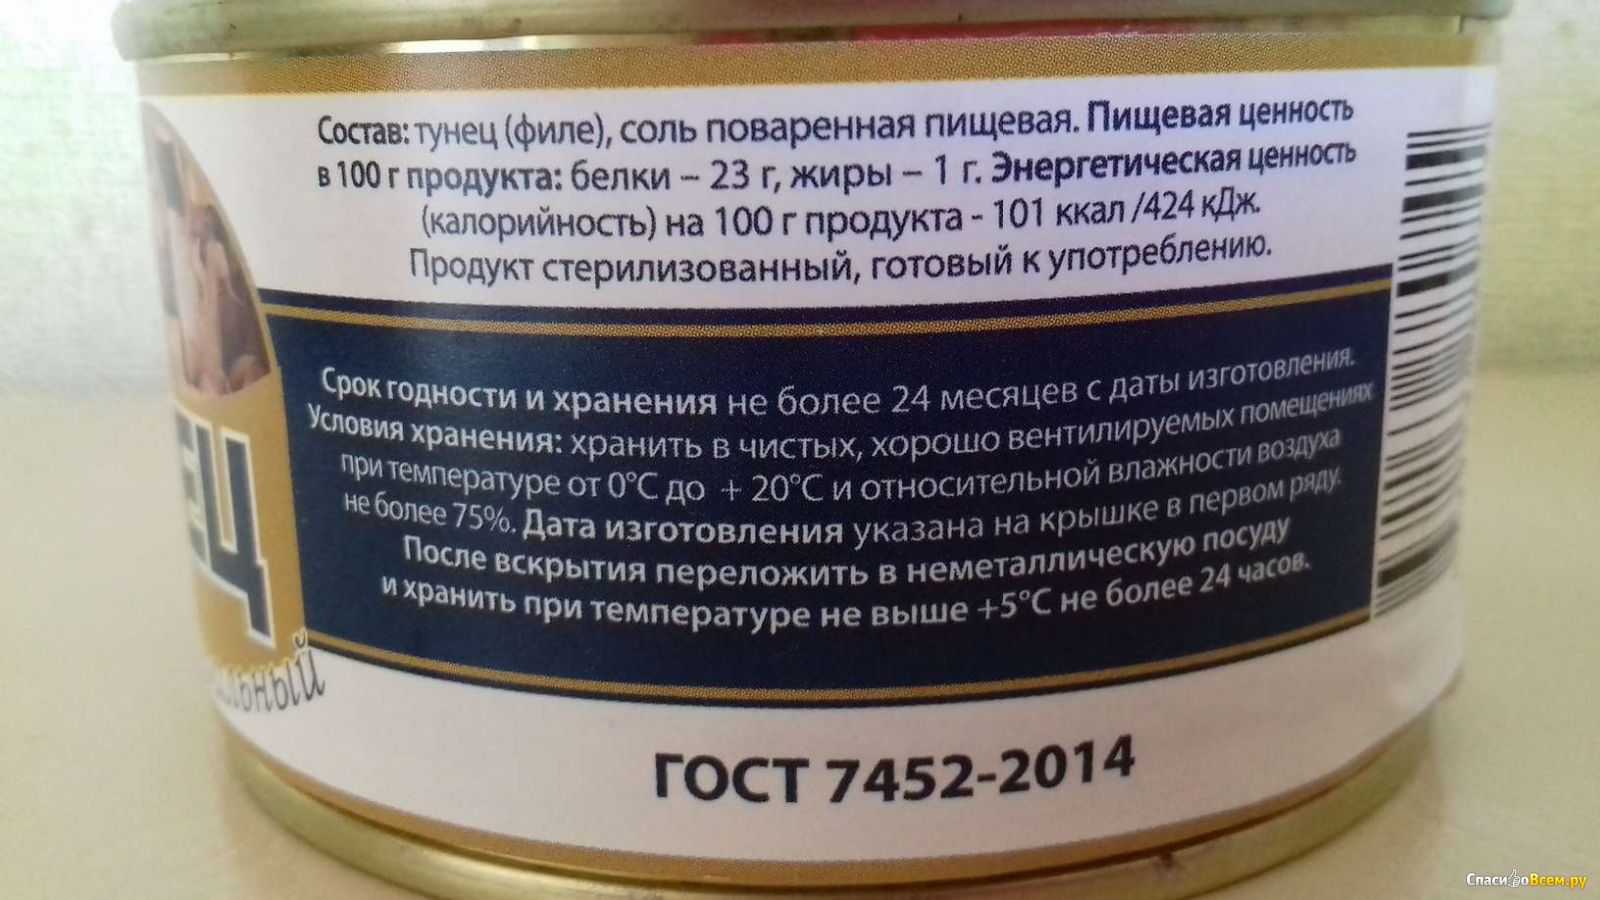 Состав: тунец (филе), соль поваренная пищевая. Пищевая ценность
в 100 г продукта: белки – 23 г, жиры – 1 г. Энергетическая ценность
(калорийность) на 100 г продукта - 101 ккал /424 кДж.
Продукт стерилизованный, готовый к употреблению.
Срок годности и хранения не более 24 месяцев с даты изготовления.
Условия хранения: хранить в чистых, хорошо вентилируемых помещениях
при температуре от 0°С до + 20°С и относительной влажности воздуха
не более 75%. Дата изготовления указана на крышке в первом ряду.
После вскрытия переложить в неметаллическую посуду
и хранить при температуре не выше +5°С не более 24 часов.
ГОСТ 7452-2014
СпасибоВсем.ру